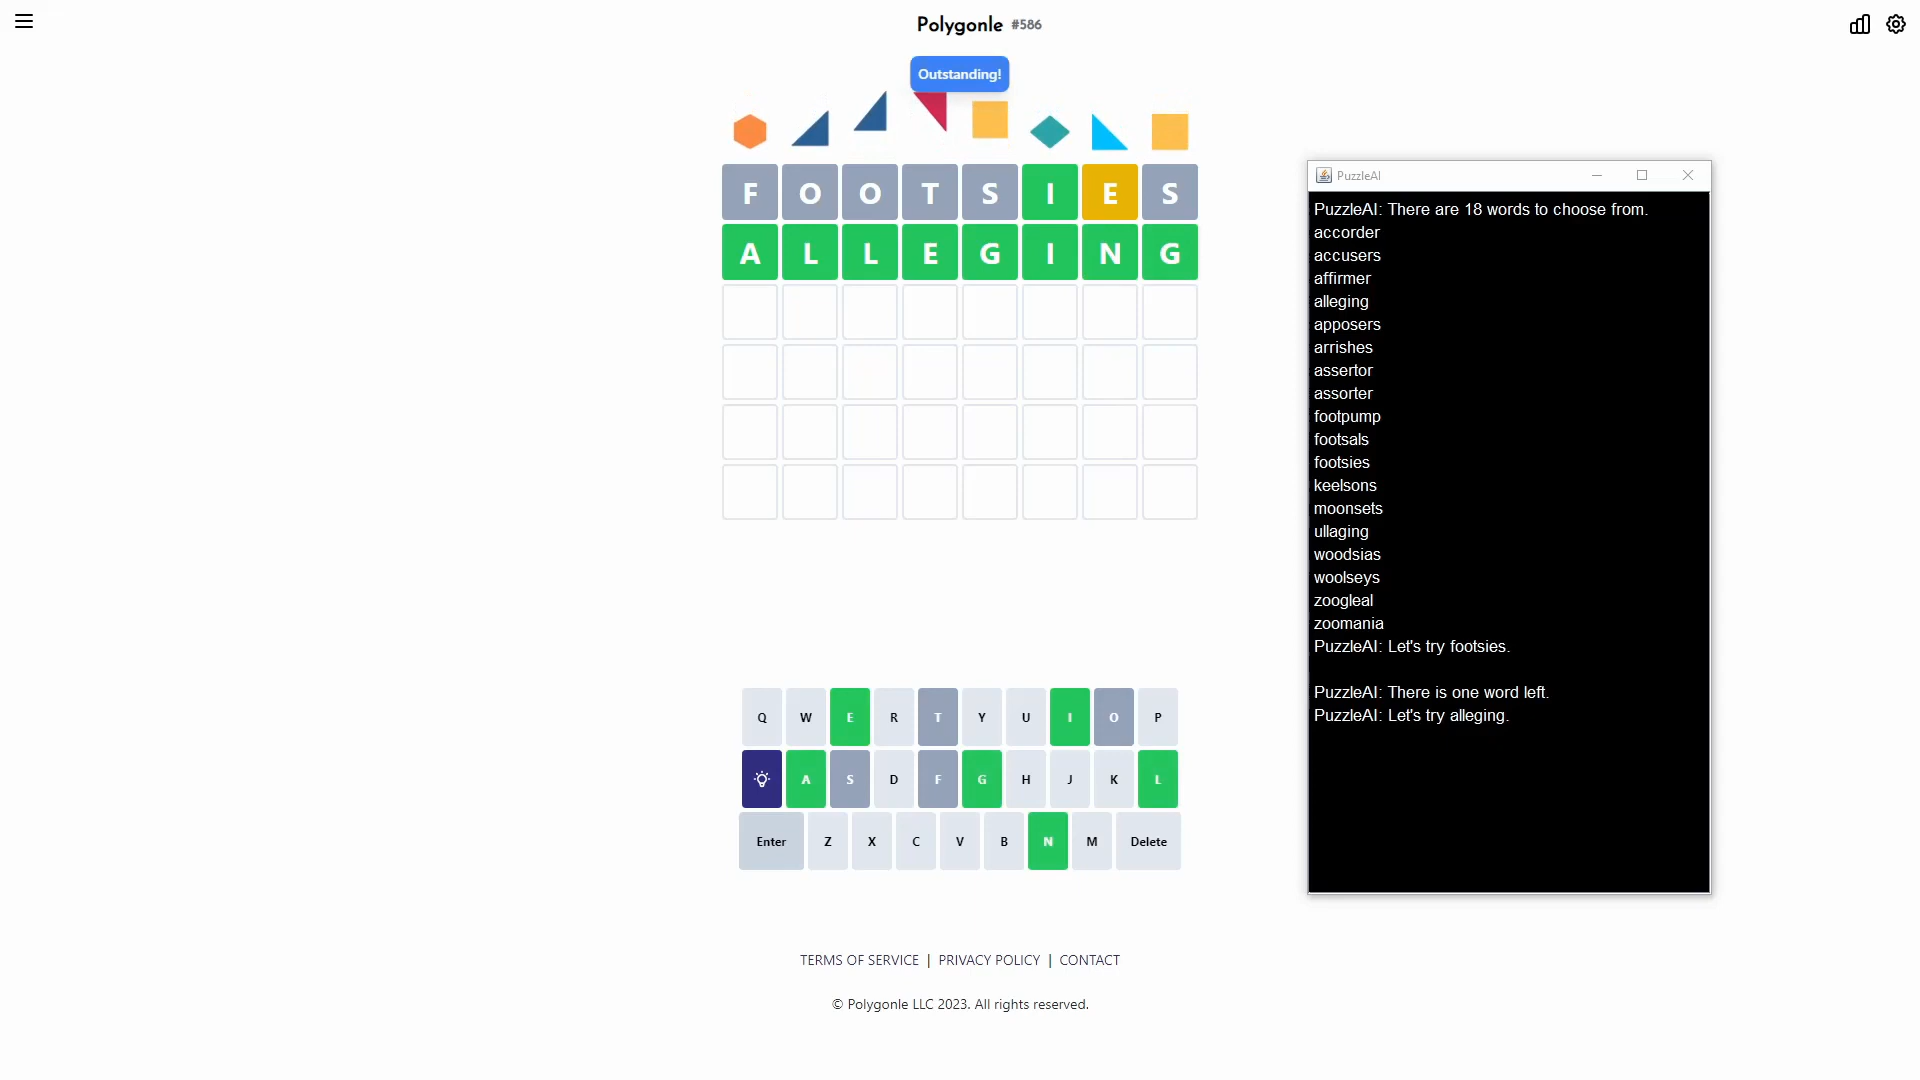 Polygonle #586
Outstanding!
F O O T S I E S
A L L E G I N G
PuzzleAI
PuzzleAI: There are 18 words to choose from.
accorder
accusers
affirmer
alleging
apposers
arrishes
assertor
assorter
footpump
footsals
footsies
keelsons
moonsets
ullaging
woodsias
woolseys
zoogleal
zoomania
PuzzleAI: Let's try footsies.
PuzzleAI: There is one word left.
PuzzleAI: Let's try alleging.
Q W E R T Y U I O P
A S D F G H J K L
Enter Z X C V B N M Delete
TERMS OF SERVICE | PRIVACY POLICY | CONTACT
© Polygonle LLC 2023. All rights reserved.